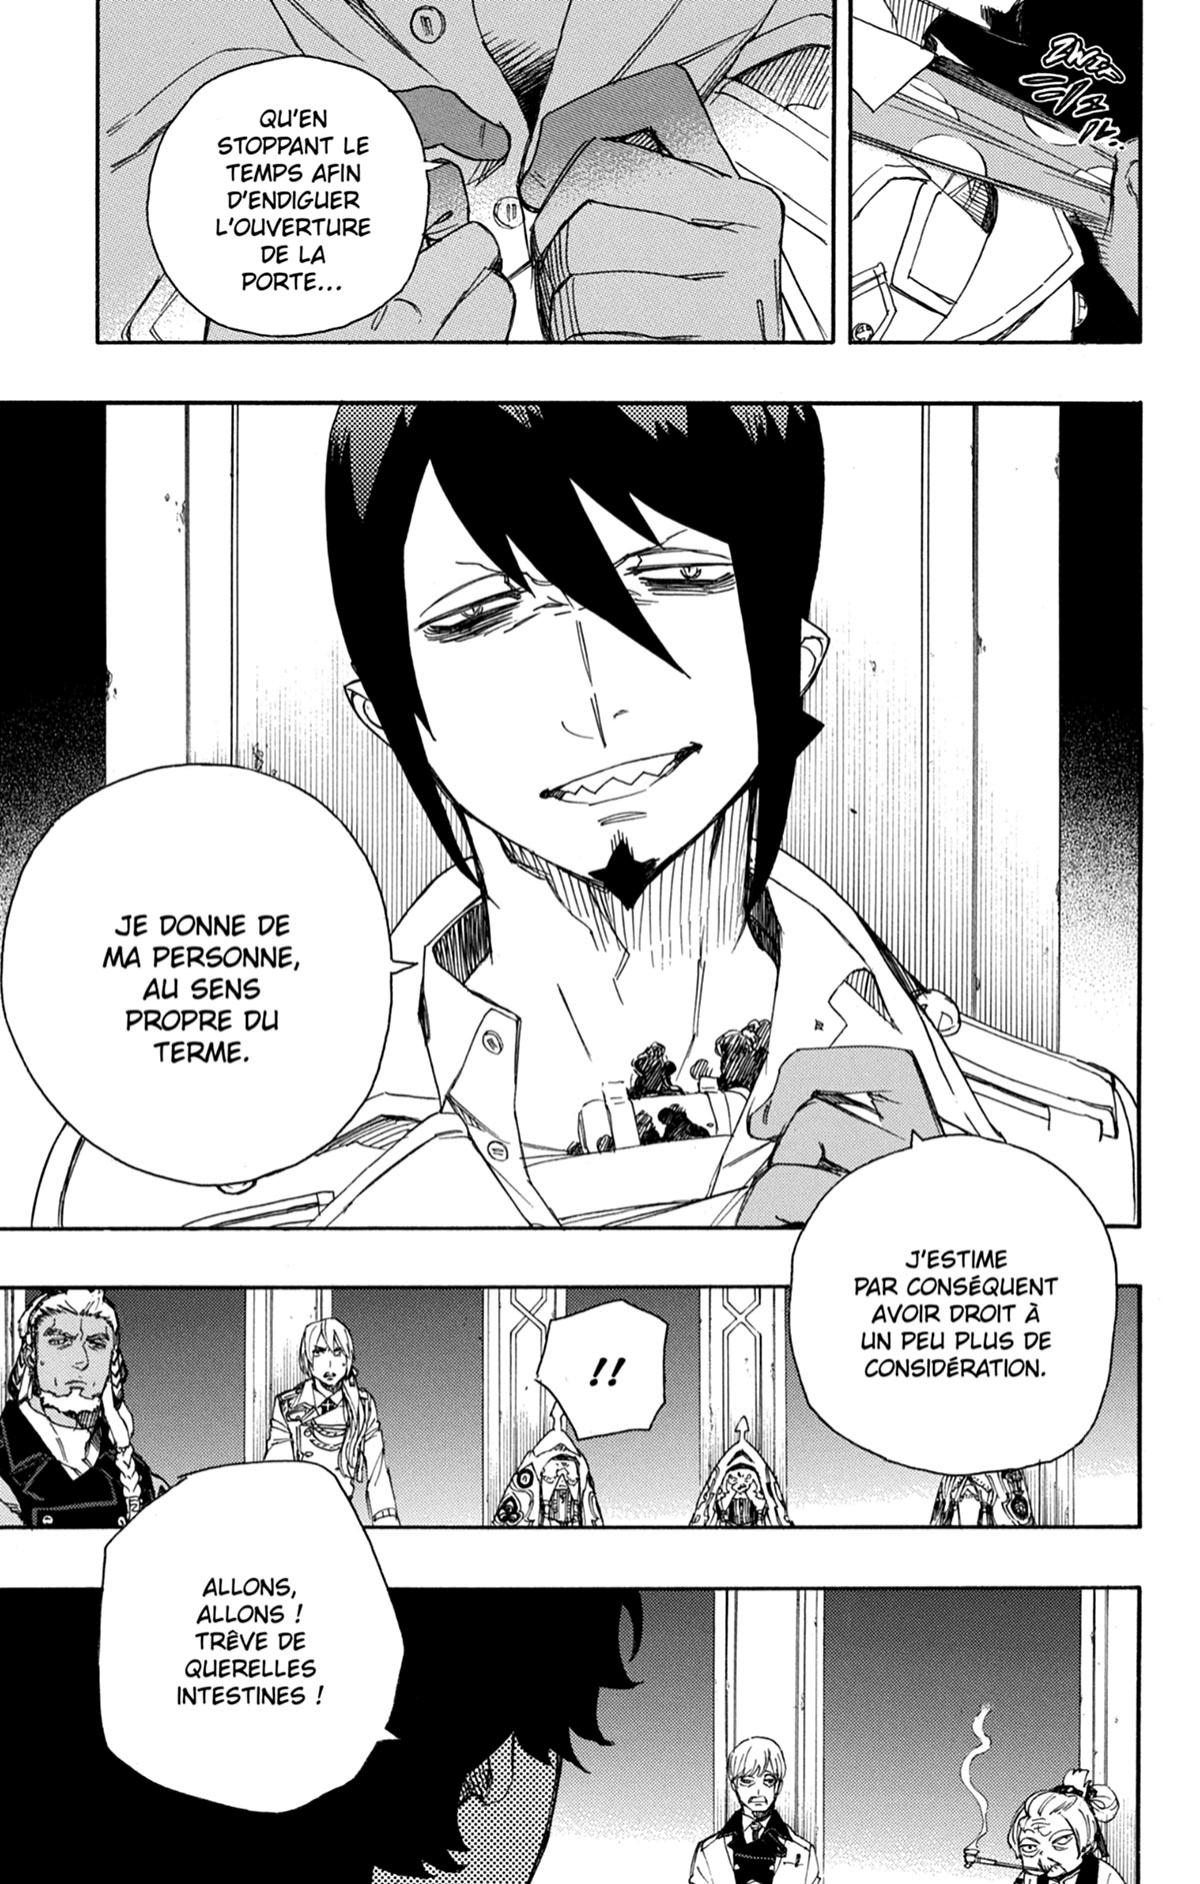 QU'EN
STOPPANT LE
TEMPS AFIN
D'ENDIGUER
L'OUVERTURE
DE LA
PORTE...
JE DONNE DE
MA PERSONNE,
AU SENS
PROPRE DU
TERME.
J'ESTIME
PAR CONSÉQUENT
AVOIR DROIT À
UN PEU PLUS DE
CONSIDÉRATION.
!!
ALLONS,
ALLONS !
TRÊVE DE
QUERELLES
INTESTINES !